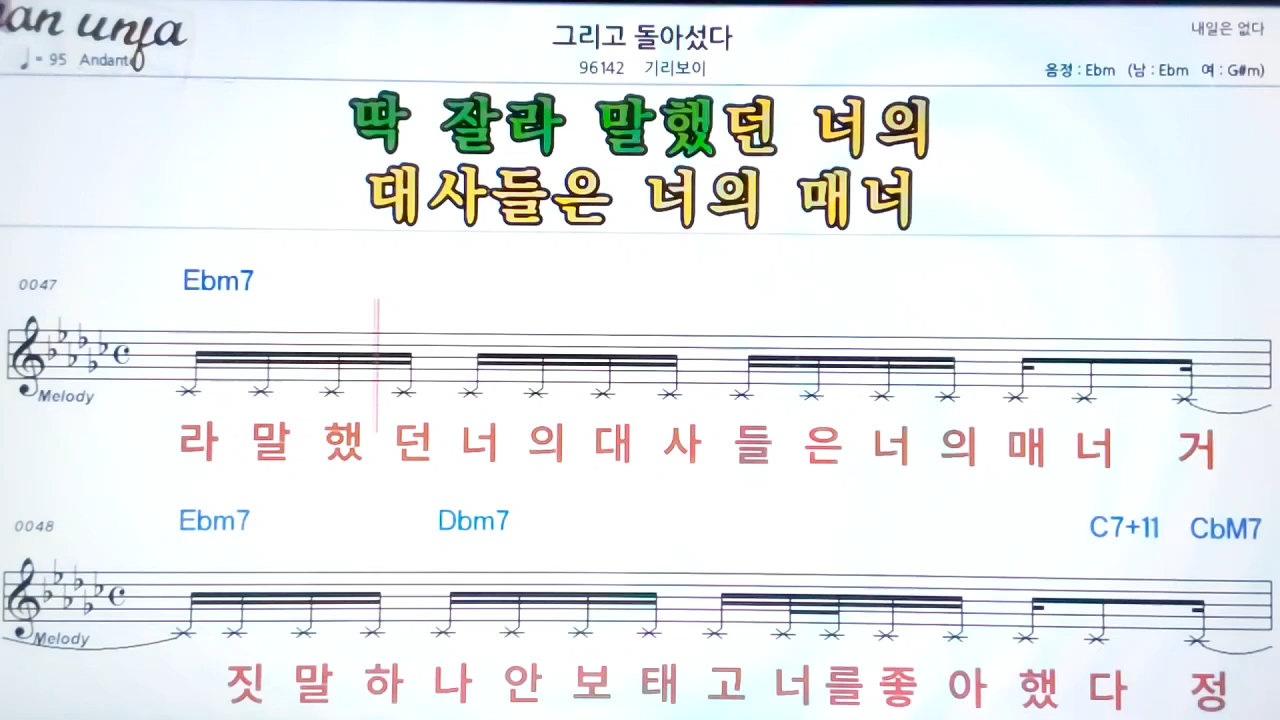 그리고 돌아섰다
내일은 없다
♩= 95 Andante
96142 기리보이
음정 : Ebm (남 : Ebm 여 : G#m)
딱 잘라 말했던 너의
대사들은 너의 매너
0047 Ebm7
Melody
라 말 했 던 너 의 대 사 들 은 너 의 매 너 거
0048 Ebm7 Dbm7 C7+11 CbM7
Melody
짓 말 하 나 안 보 태 고 너 를 좋 아 했 다 정